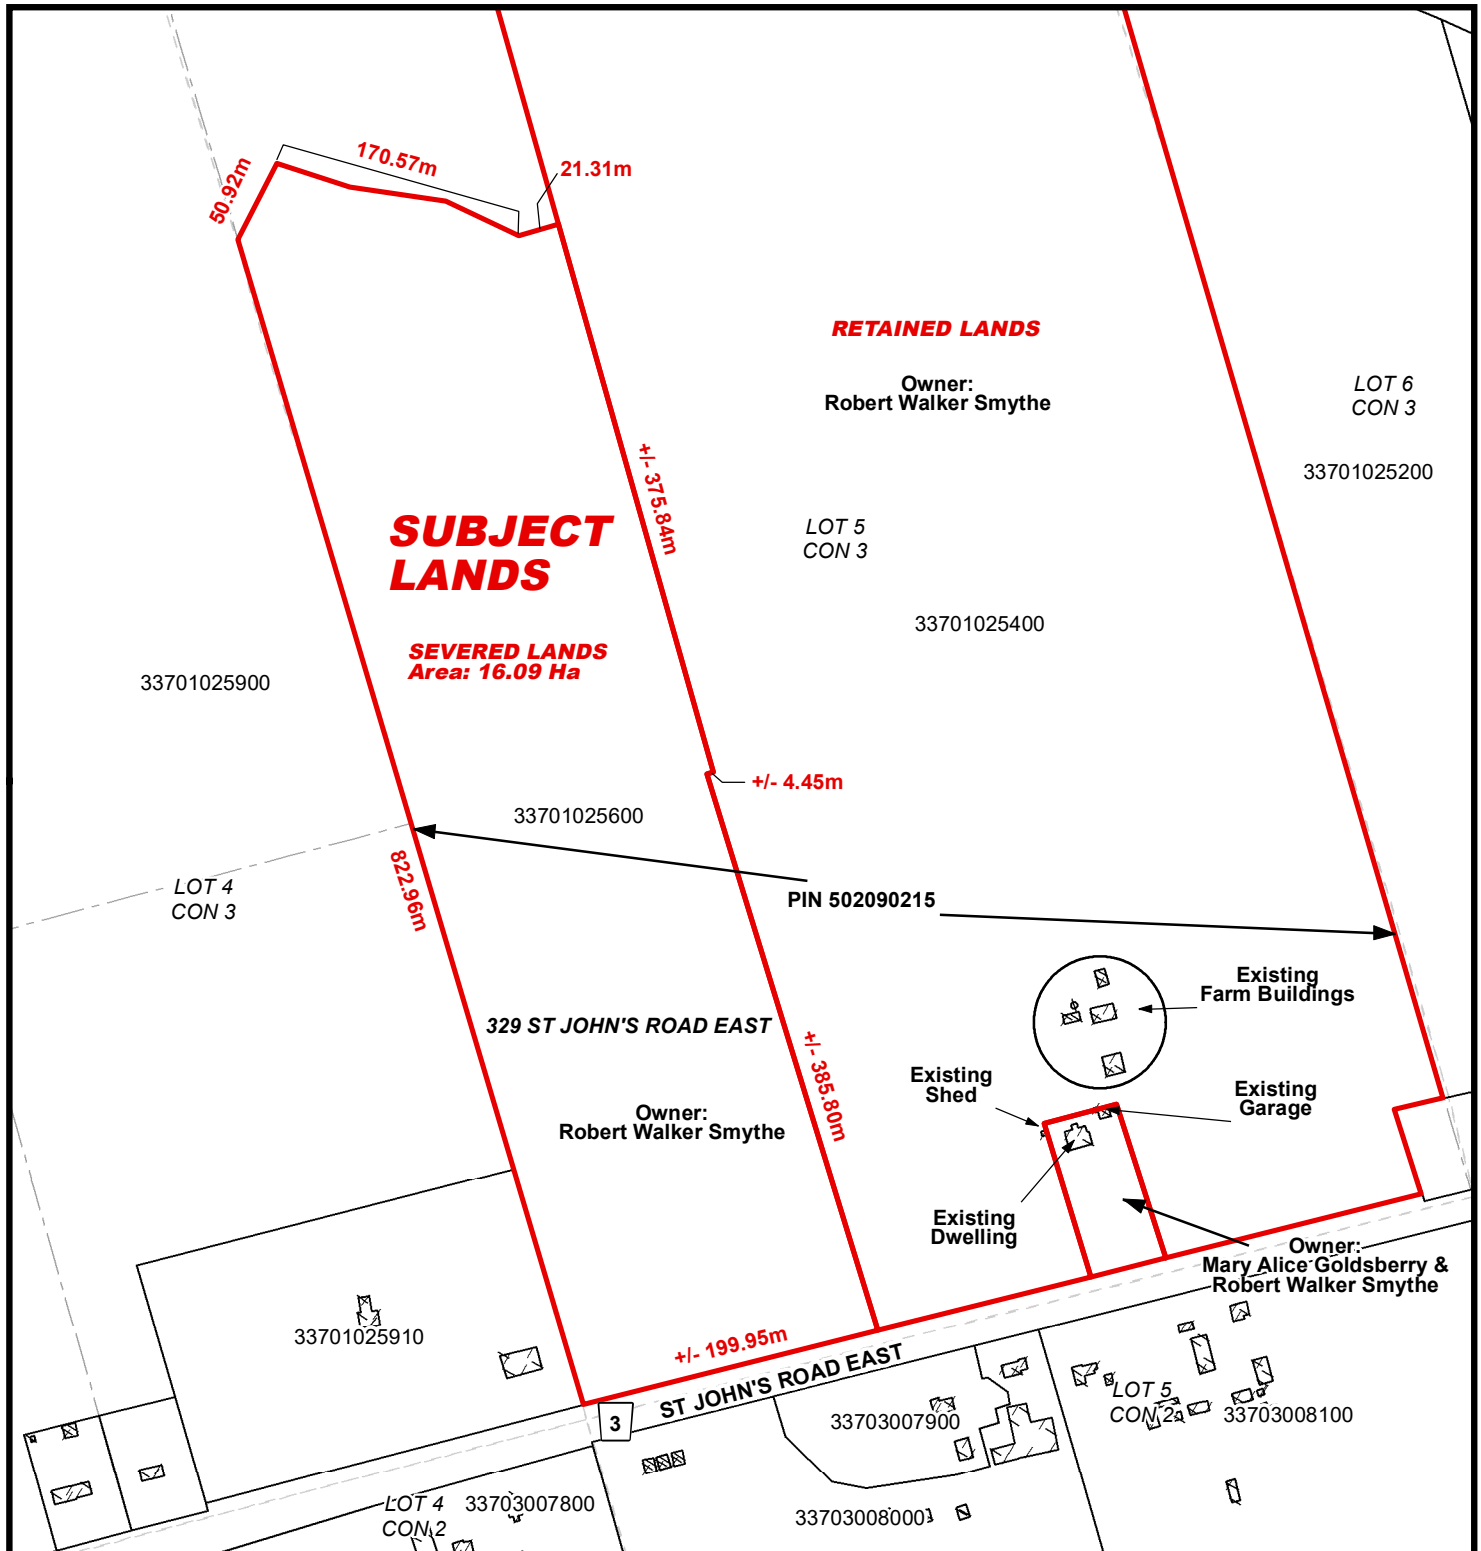 170.57m
21.31m
50.92m
RETAINED LANDS
Owner:
Robert Walker Smythe
LOT 6
CON 3
33701025200
+/- 375.84m
SUBJECT
LANDS
LOT 5
CON 3
33701025400
SEVERED LANDS
Area: 16.09 Ha
33701025900
+/- 4.45m
33701025600
822.96m
LOT 4
CON 3
PIN 502090215
Existing
Farm Buildings
329 ST JOHN'S ROAD EAST
+/- 385.80m
Existing
Shed
Existing
Garage
Owner:
Robert Walker Smythe
Existing
Dwelling
Owner:
Mary Alice Goldsberry &
Robert Walker Smythe
33701025910
+/- 199.95m
ST JOHN'S ROAD EAST
3
LOT 5
CON 2
33703007900
33703008100
LOT 4
CON 2
33703007800
33703008000